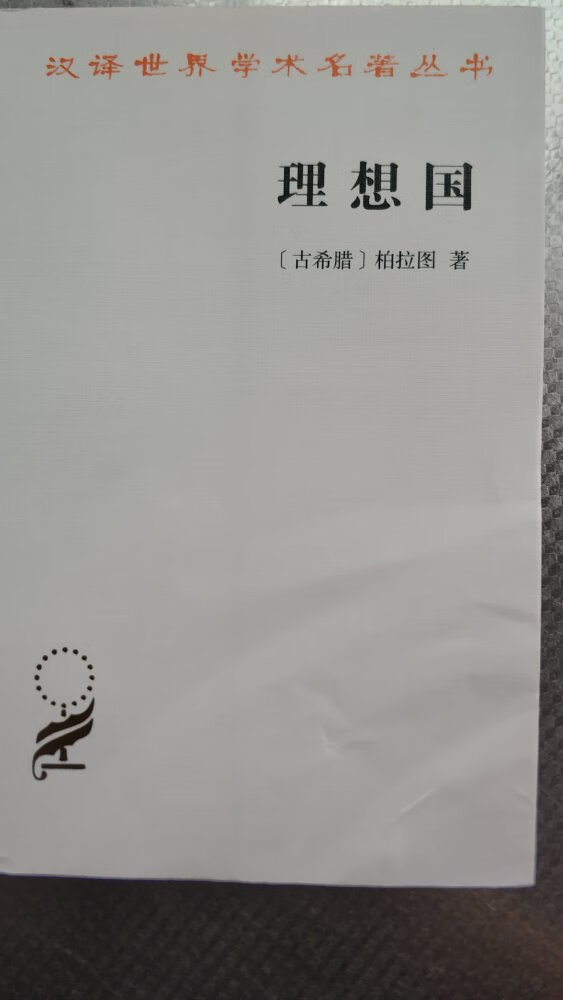 汉译世界学术名著丛书
理想国
〔古希腊〕柏拉图 著